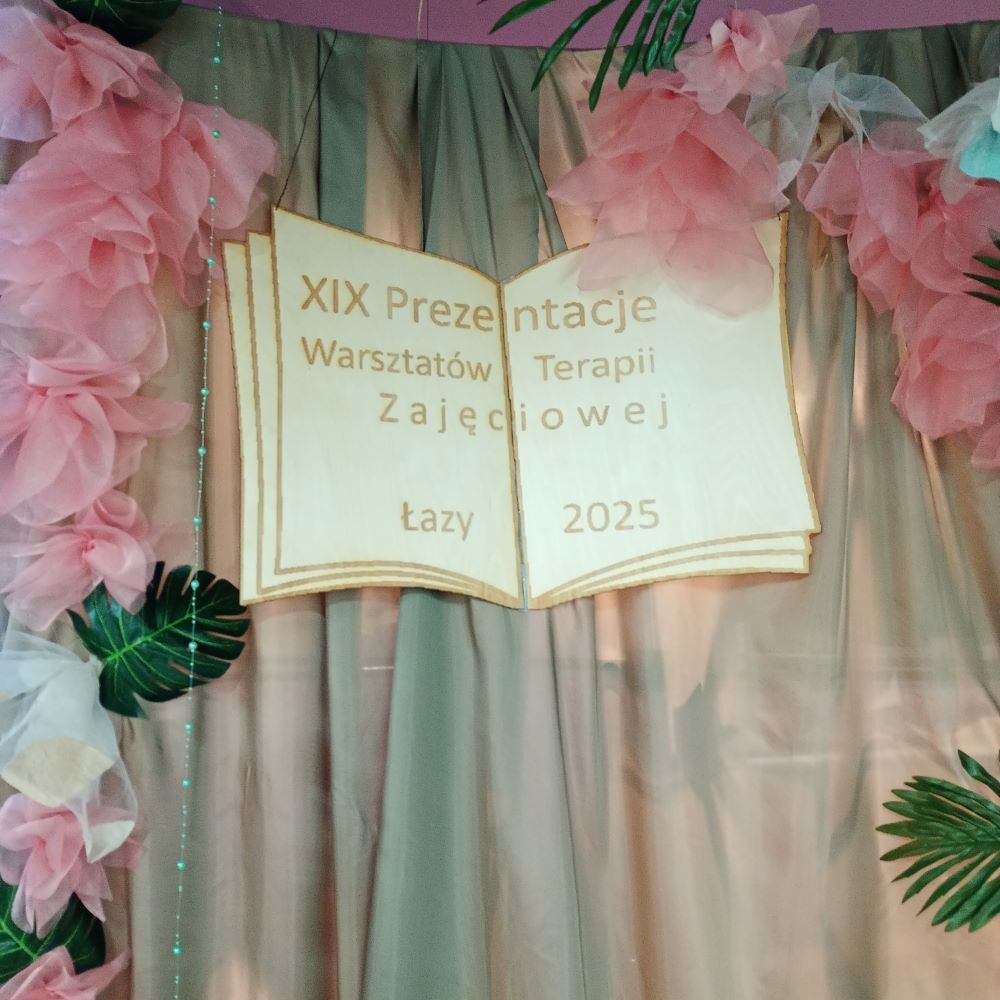 XIX Prezentacje
Warsztatów Terapii
Zajęciowej
Łazy 2025